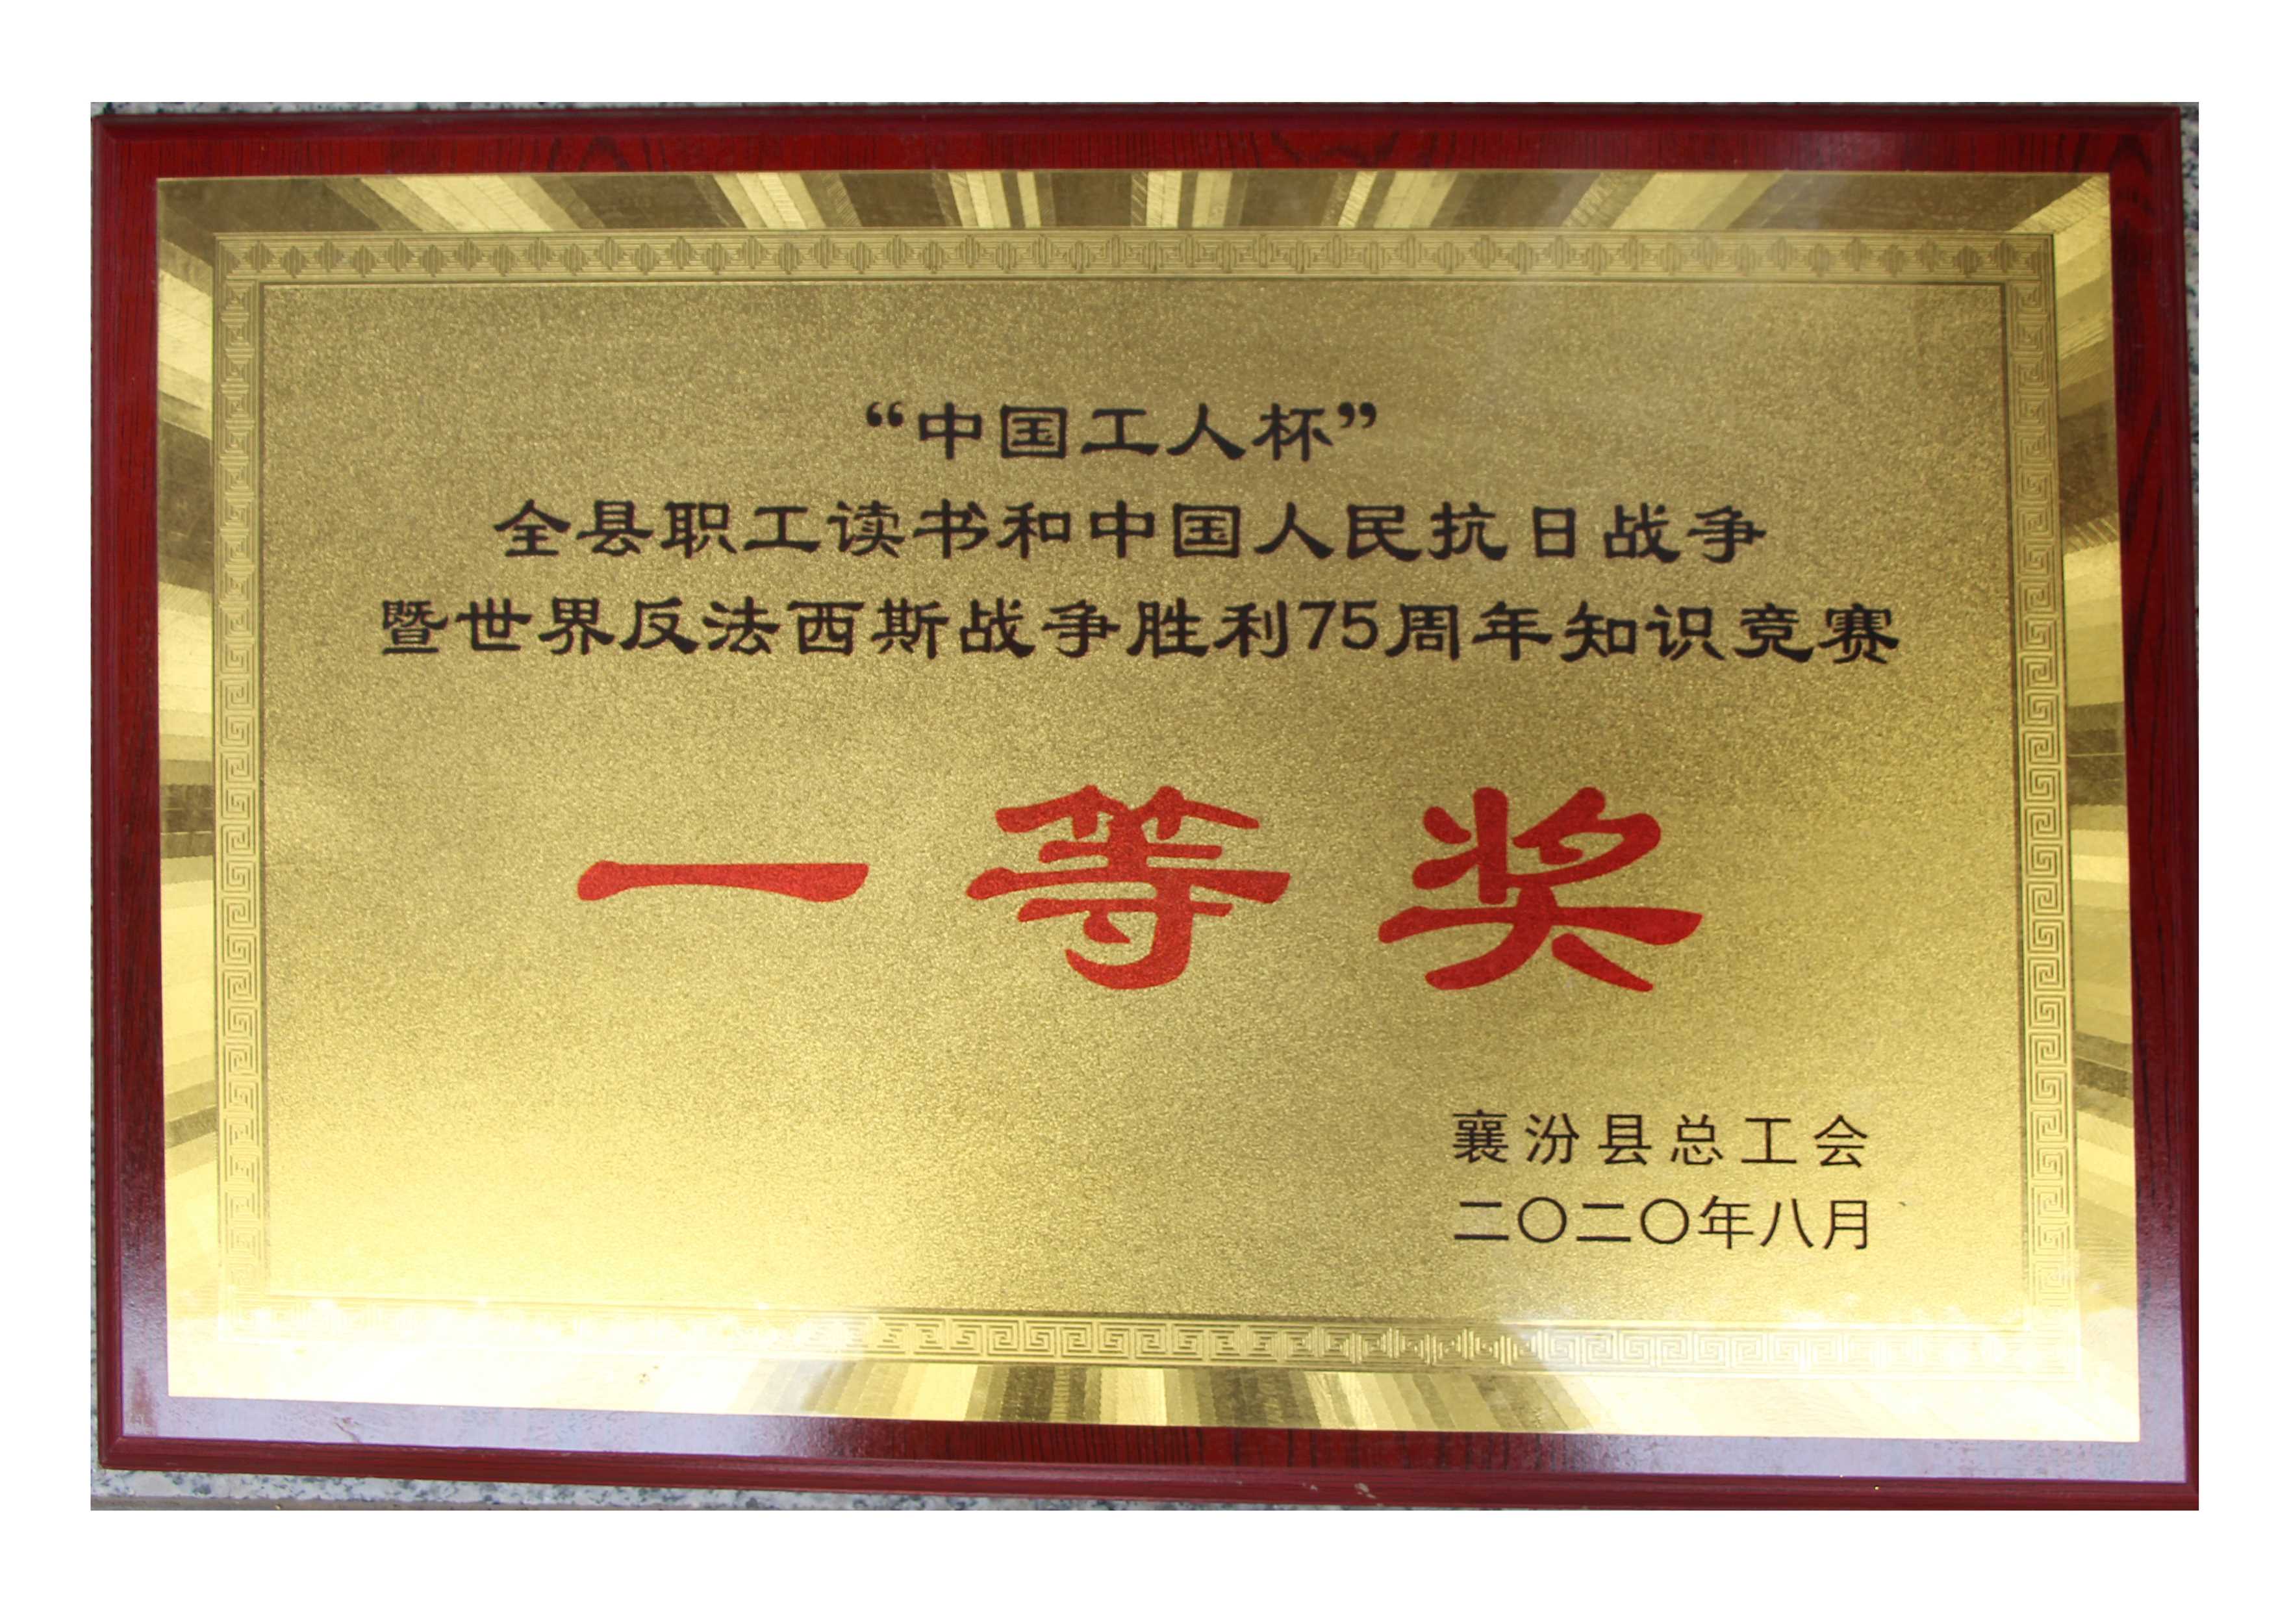 “中国工人杯”
全县职工读书和中国人民抗日战争
暨世界反法西斯战争胜利75周年知识竞赛
一等奖
襄汾县总工会
二〇二〇年八月